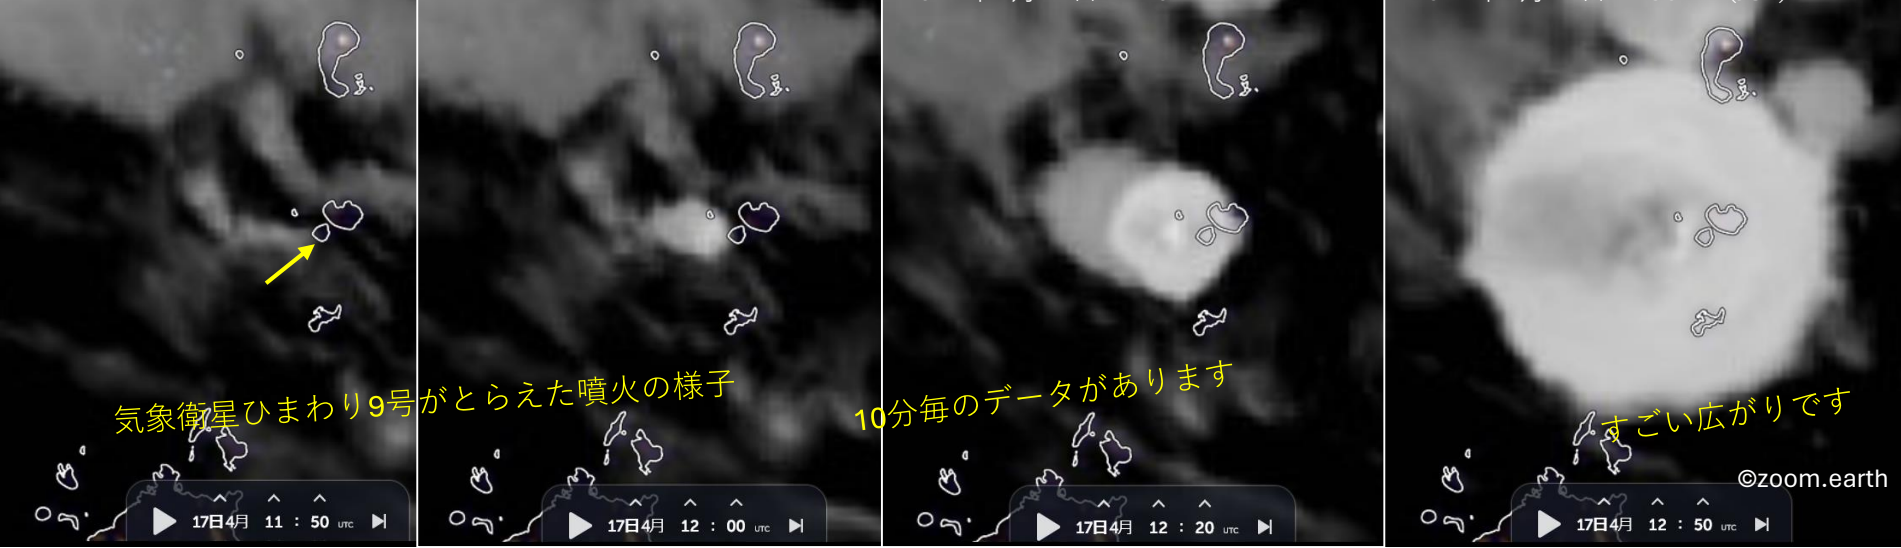 気象衛星ひまわり9号がとらえた噴火の様子
10分毎のデータがあります
すごい広がりです
©zoom.earth
17日4月 11 : 50 UTC
17日4月 12 : 00 UTC
17日4月 12 : 20 UTC
17日4月 12 : 50 UTC